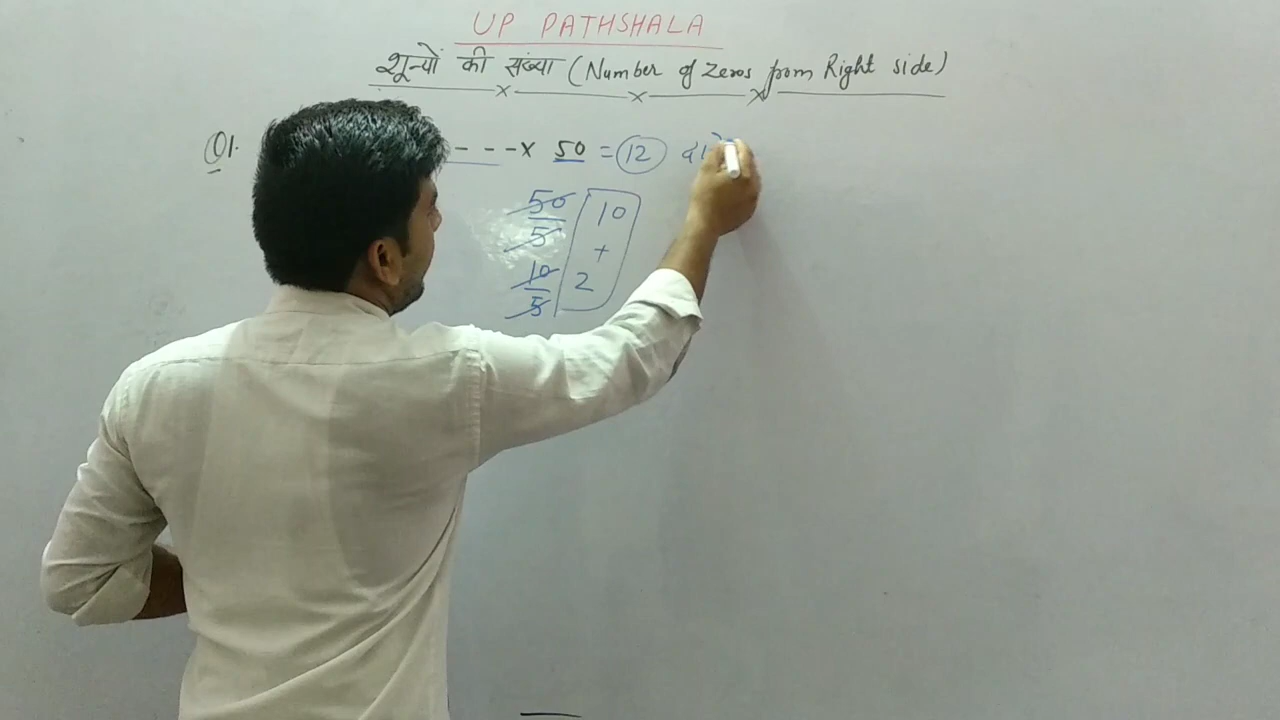 UP PATHSHALA
शून्यों की संख्या (Number of Zeros from Right side)
Q1. - - -x 50 = 12
50 10
5 +
10 2
5